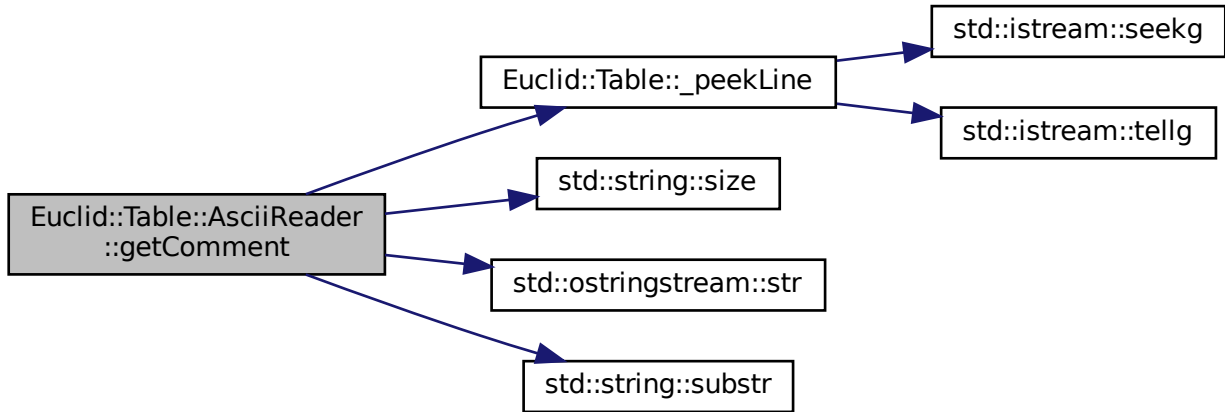 std::istream::seekg
Euclid::Table::_peekLine
std::istream::tellg
std::string::size
Euclid::Table::AsciiReader
::getComment
std::ostringstream::str
std::string::substr